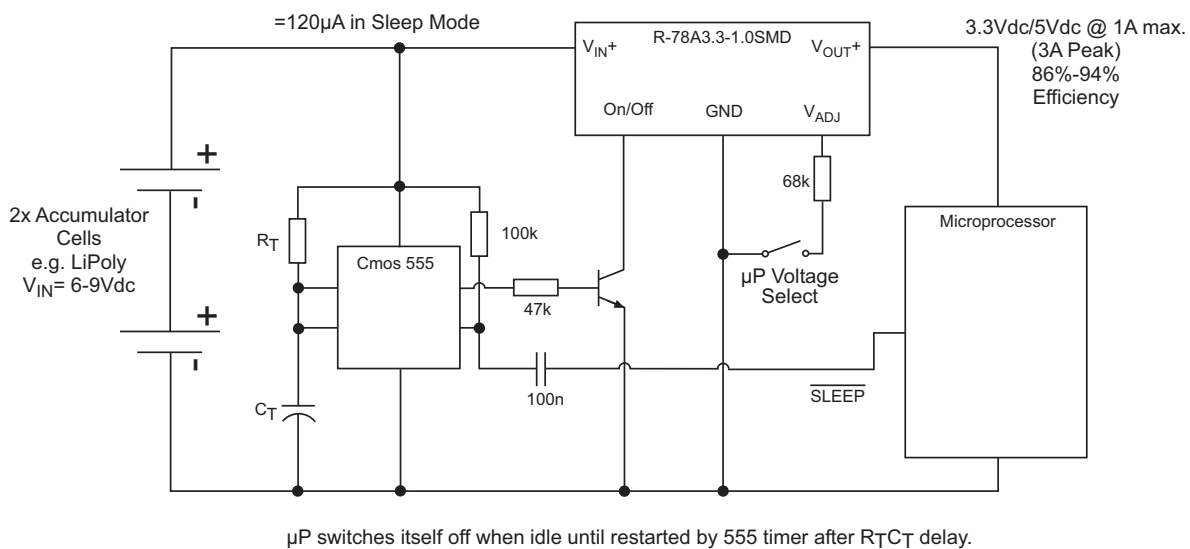 =120µA in Sleep Mode
R-78A3.3-1.0SMD
VIN+
VOUT+
On/Off
GND
VADJ
3.3Vdc/5Vdc @ 1A max.
(3A Peak)
86%-94%
Efficiency
+
-
2x Accumulator
Cells
e.g. LiPoly
VIN= 6-9Vdc
+
-
RT
100k
Cmos 555
47k
CT
100n
68k
µP Voltage
Select
SLEEP
Microprocessor
µP switches itself off when idle until restarted by 555 timer after RTCT delay.